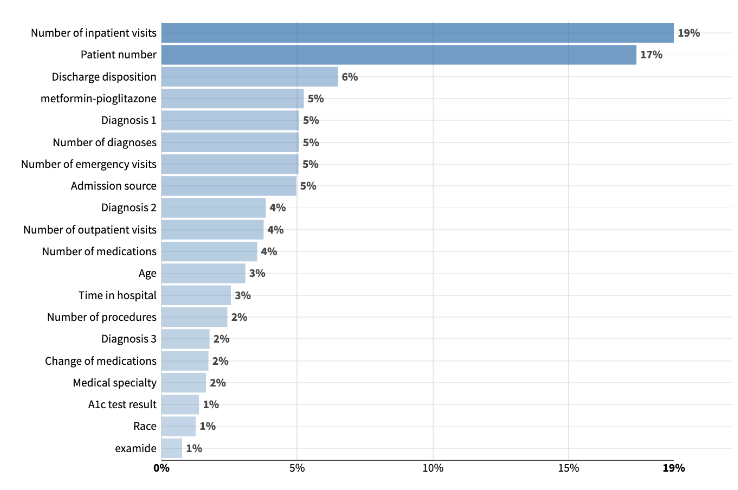 Number of inpatient visits 19%
Patient number 17%
Discharge disposition 6%
metformin-pioglitazone 5%
Diagnosis 1 5%
Number of diagnoses 5%
Number of emergency visits 5%
Admission source 5%
Diagnosis 2 4%
Number of outpatient visits 4%
Number of medications 4%
Age 3%
Time in hospital 3%
Number of procedures 2%
Diagnosis 3 2%
Change of medications 2%
Medical specialty 2%
A1c test result 1%
Race 1%
examide 1%
0% 5% 10% 15% 19%